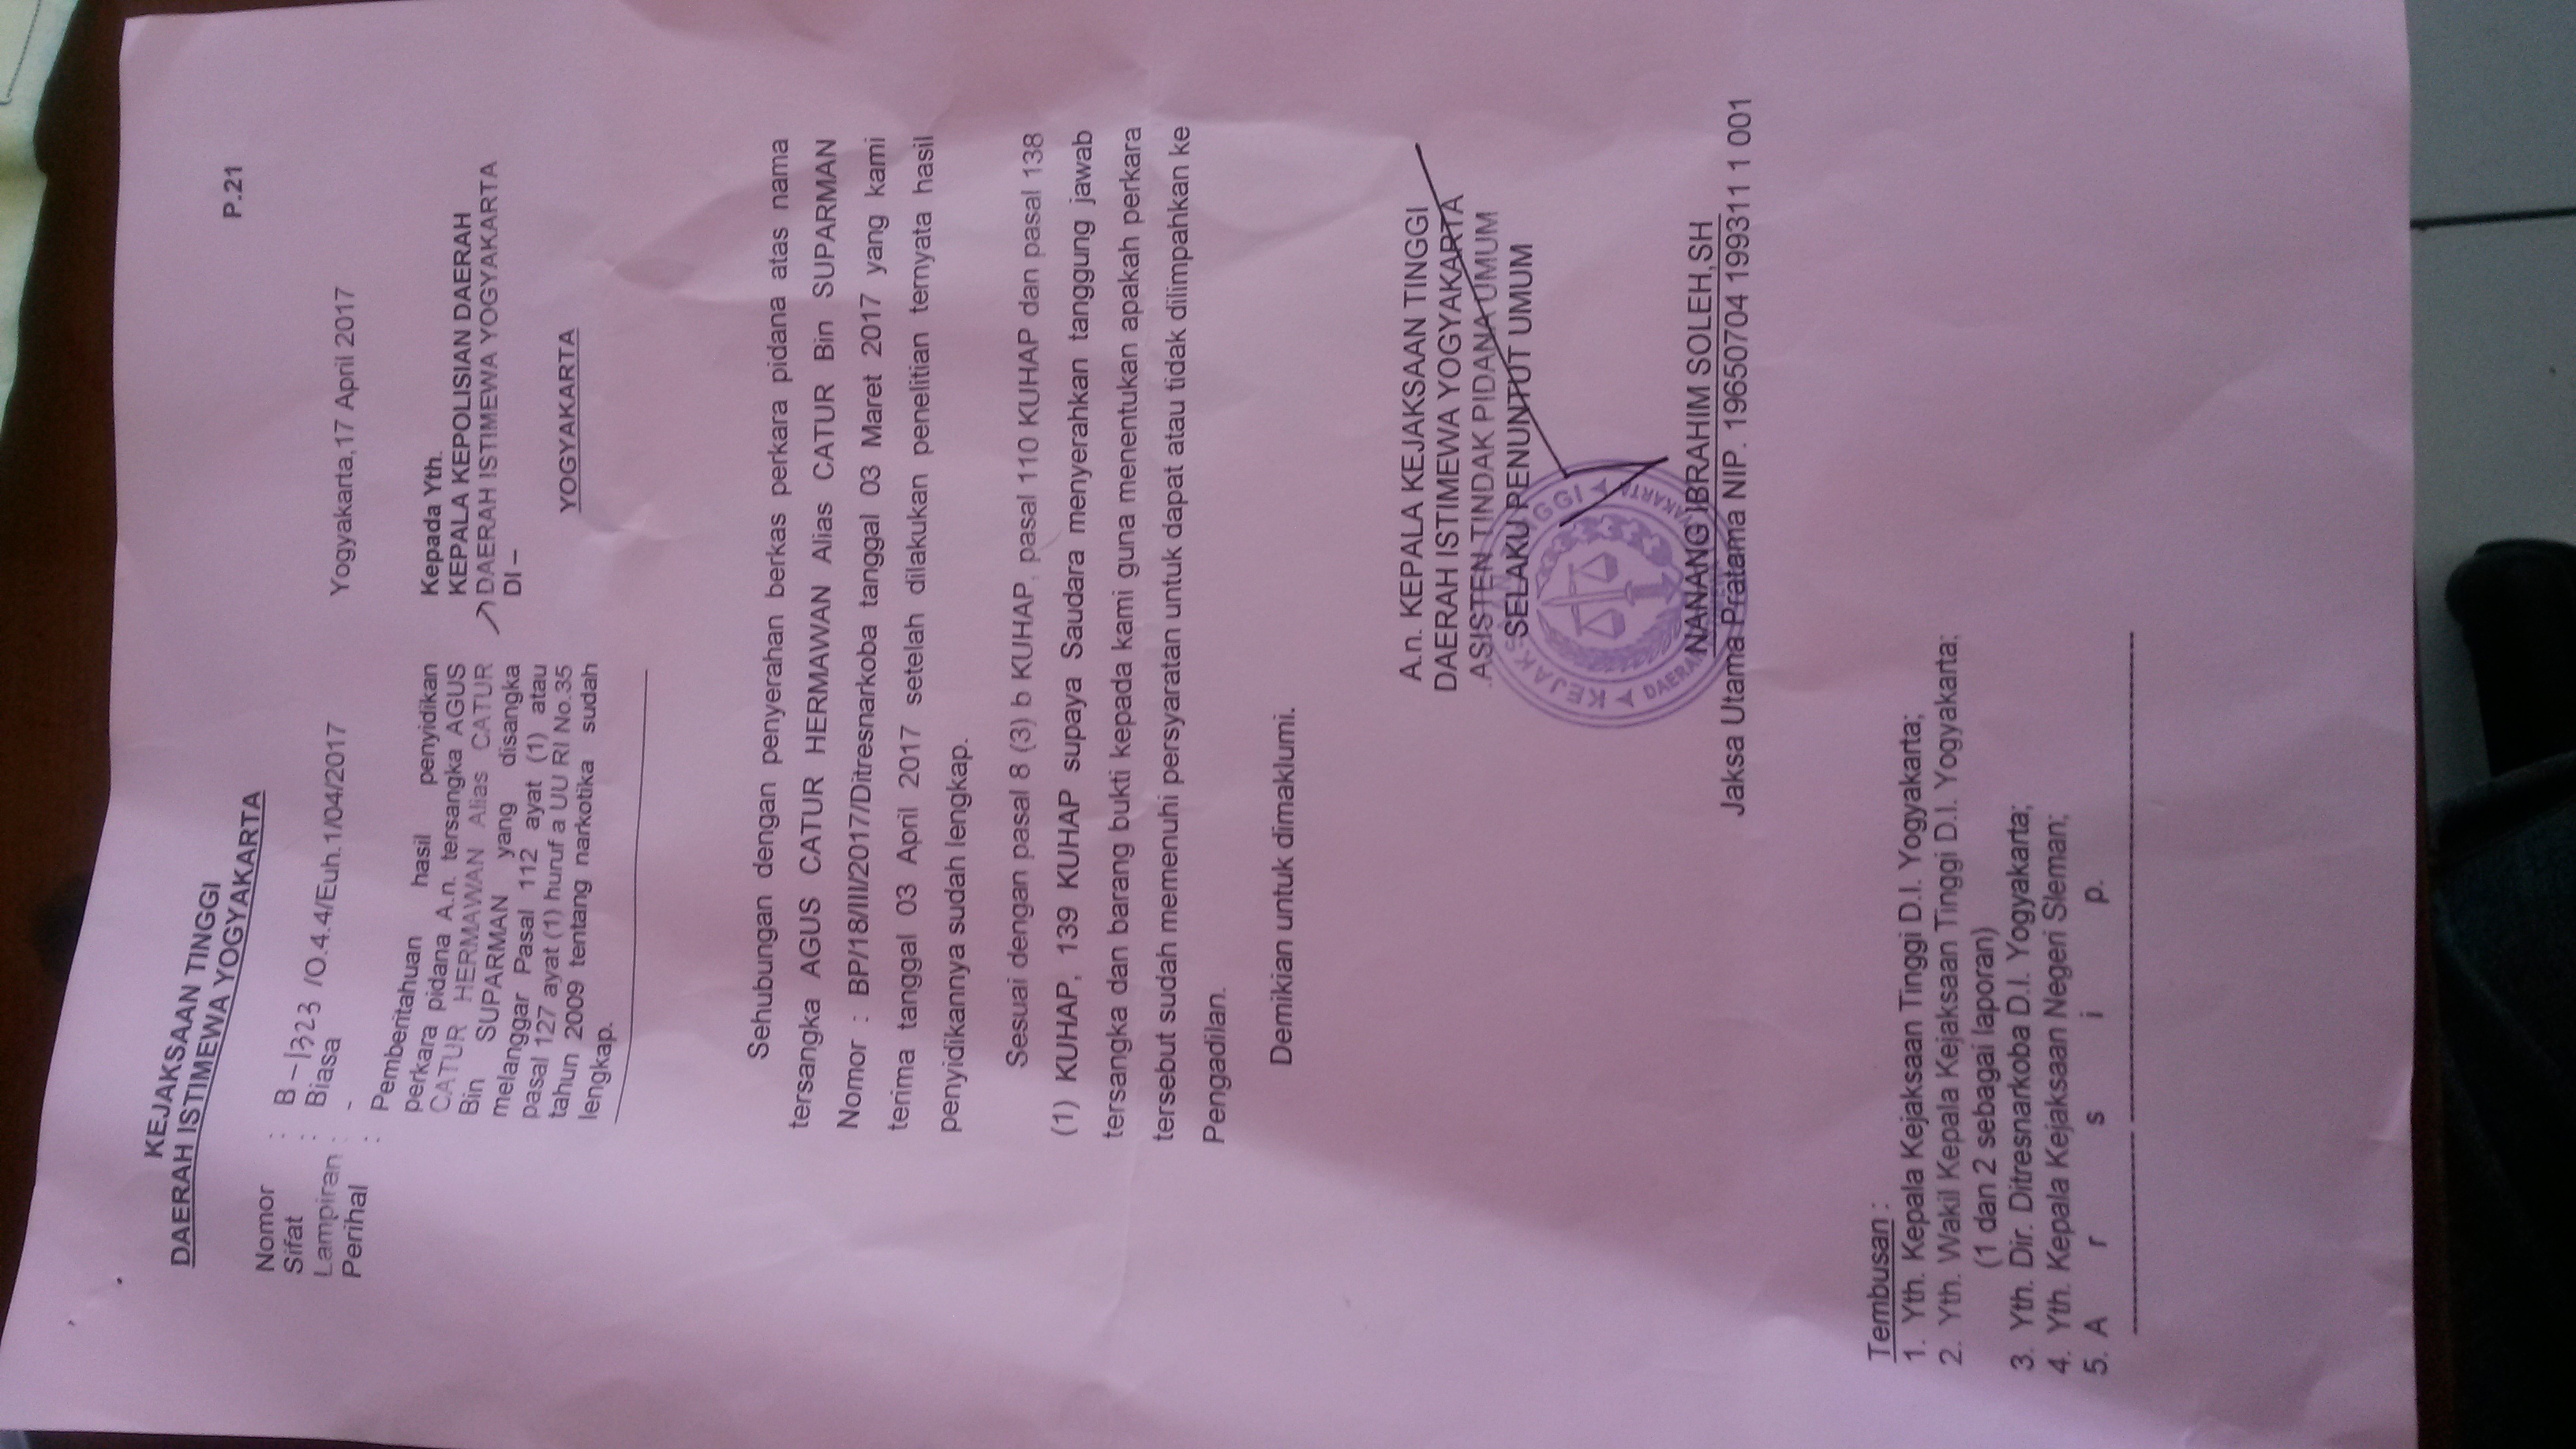 KEJAKSAAN TINGGI
DAERAH ISTIMEWA YOGYAKARTA
P.21
Nomor : B-1323 /O.4.4/Euh.1/04/2017
Sifat : Biasa
Lampiran : -
Yogyakarta,17 April 2017
Perihal : Pemberitahuan hasil penyidikan
perkara pidana A.n. tersangka AGUS
CATUR HERMAWAN Alias CATUR
Bin SUPARMAN yang disangka
melanggar Pasal 112 ayat (1) atau
pasal 127 ayat (1) huruf a UU RI No.35
tahun 2009 tentang narkotika sudah
lengkap.
Kepada Yth.
KEPALA KEPOLISIAN DAERAH
DAERAH ISTIMEWA YOGYAKARTA
DI –
YOGYAKARTA
Sehubungan dengan penyerahan berkas perkara pidana atas nama
tersangka AGUS CATUR HERMAWAN Alias CATUR Bin SUPARMAN
Nomor : BP/18/III/2017/Ditresnarkoba tanggal 03 Maret 2017 yang kami
terima tanggal 03 April 2017 setelah dilakukan penelitian ternyata hasil
penyidikannya sudah lengkap.
Sesuai dengan pasal 8 (3) b KUHAP, pasal 110 KUHAP dan pasal 138
(1) KUHAP, 139 KUHAP supaya Saudara menyerahkan tanggung jawab
tersangka dan barang bukti kepada kami guna menentukan apakah perkara
tersebut sudah memenuhi persyaratan untuk dapat atau tidak dilimpahkan ke
Pengadilan.
Demikian untuk dimaklumi.
A.n. KEPALA KEJAKSAAN TINGGI
DAERAH ISTIMEWA YOGYAKARTA
ASISTEN TINDAK PIDANA UMUM
SELAKU PENUNTUT UMUM
KEJAKSAAN TINGGI
DAERAH ISTIMEWA YOGYAKARTA
NANANG IBRAHIM SOLEH,SH
Jaksa Utama Pratama NIP. 19650704 199311 1 001
Tembusan :
1. Yth. Kepala Kejaksaan Tinggi D.I. Yogyakarta;
2. Yth. Wakil Kepala Kejaksaan Tinggi D.I. Yogyakarta;
(1 dan 2 sebagai laporan)
3. Yth. Dir. Ditresnarkoba D.I. Yogyakarta;
4. Yth. Kepala Kejaksaan Negeri Sleman;
5. A r s i p.